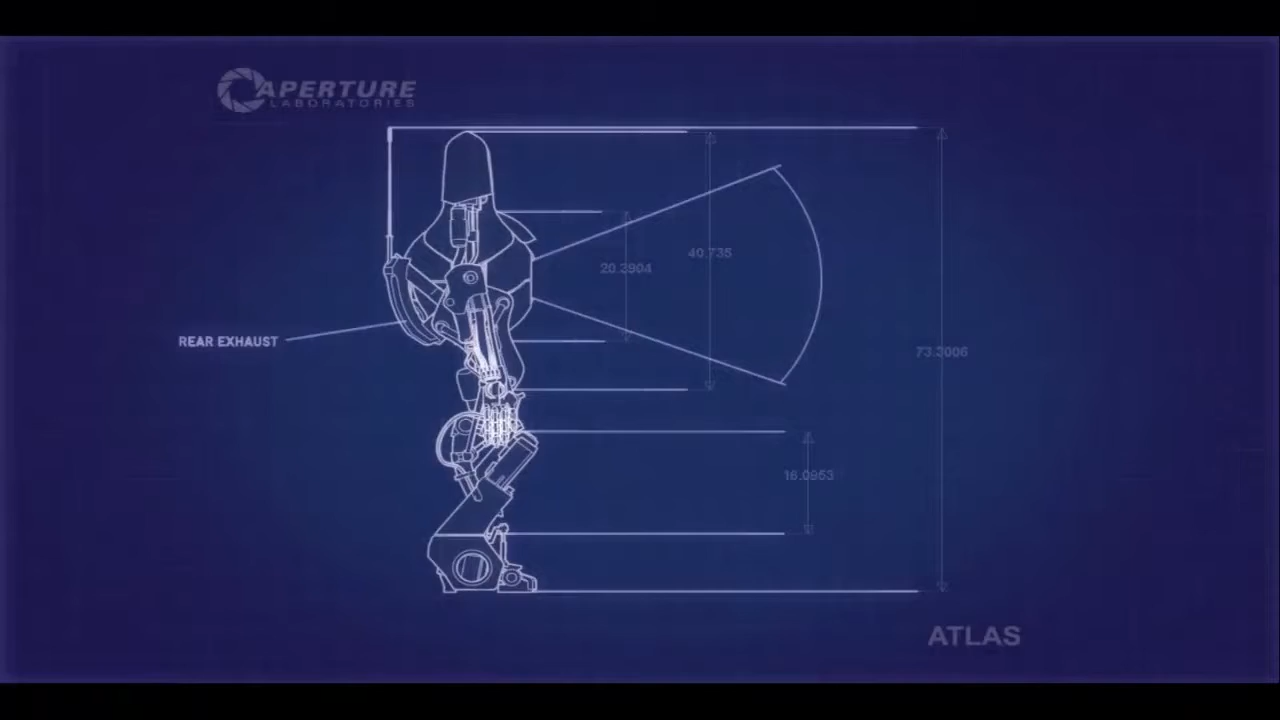 APERTURE
LABORATORIES
20.3904
40.735
REAR EXHAUST
73.3006
16.0953
ATLAS